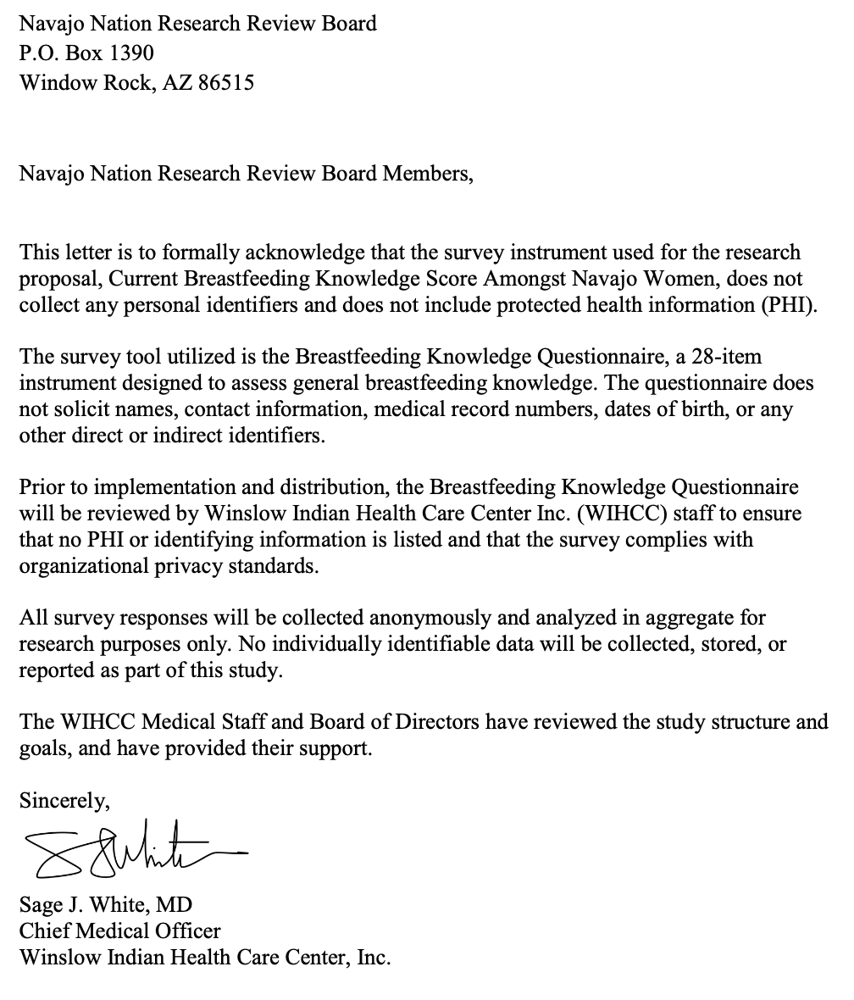 Navajo Nation Research Review Board
P.O. Box 1390
Window Rock, AZ 86515
Navajo Nation Research Review Board Members,
This letter is to formally acknowledge that the survey instrument used for the research
proposal, Current Breastfeeding Knowledge Score Amongst Navajo Women, does not
collect any personal identifiers and does not include protected health information (PHI).
The survey tool utilized is the Breastfeeding Knowledge Questionnaire, a 28-item
instrument designed to assess general breastfeeding knowledge. The questionnaire does
not solicit names, contact information, medical record numbers, dates of birth, or any
other direct or indirect identifiers.
Prior to implementation and distribution, the Breastfeeding Knowledge Questionnaire
will be reviewed by Winslow Indian Health Care Center Inc. (WIHCC) staff to ensure
that no PHI or identifying information is listed and that the survey complies with
organizational privacy standards.
All survey responses will be collected anonymously and analyzed in aggregate for
research purposes only. No individually identifiable data will be collected, stored, or
reported as part of this study.
The WIHCC Medical Staff and Board of Directors have reviewed the study structure and
goals, and have provided their support.
Sincerely,
S J White
Sage J. White, MD
Chief Medical Officer
Winslow Indian Health Care Center, Inc.